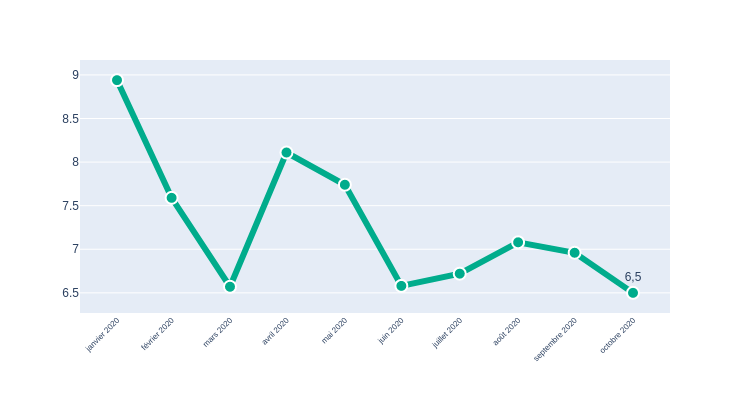 9
8.5
8
7.5
7
6.5
6,5
janvier 2020
février 2020
mars 2020
avril 2020
mai 2020
juin 2020
juillet 2020
août 2020
septembre 2020
octobre 2020